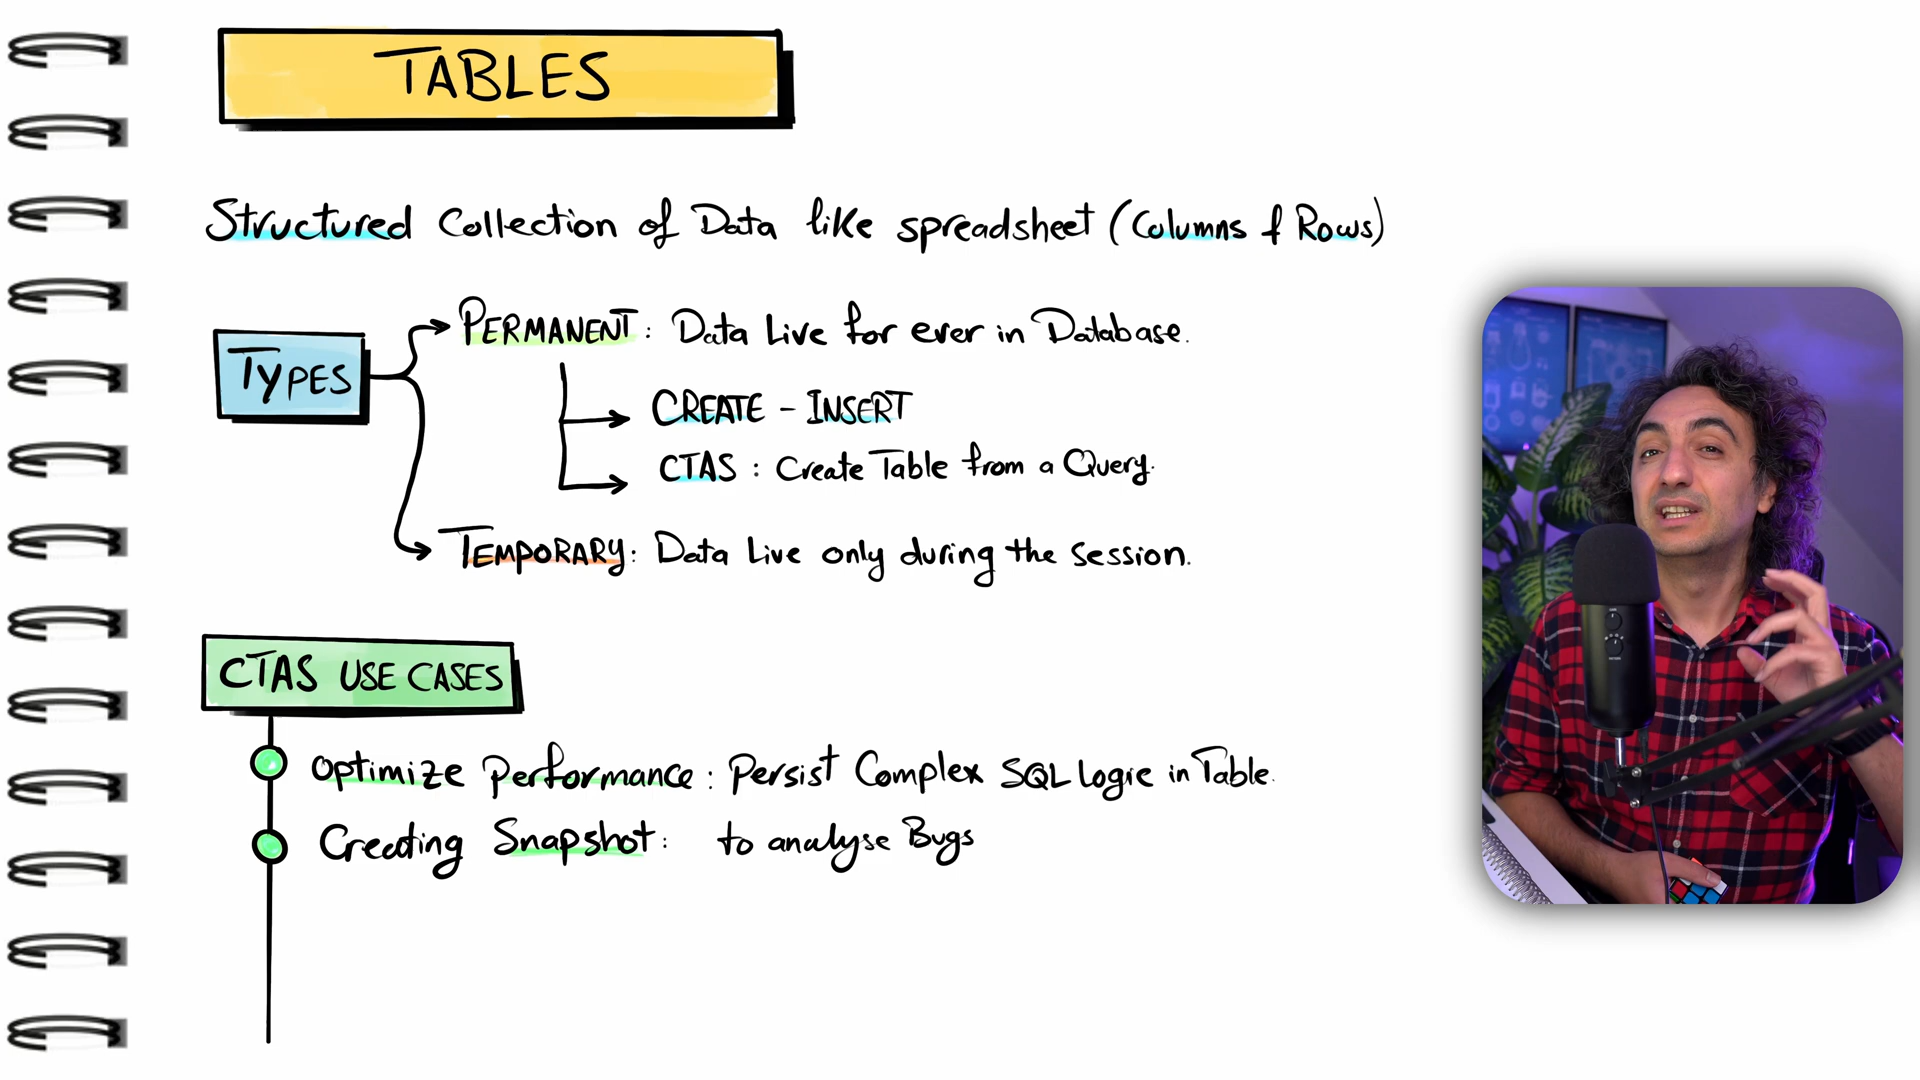 TABLES
Structured Collection of Data like spreadsheet (Columns & Rows)
TYPES
PERMANENT: Data Live for ever in Database.
CREATE - INSERT
CTAS : Create Table from a Query.
TEMPORARY: Data Live only during the session.
CTAS USE CASES
Optimize Performance: Persist Complex SQL Logic in Table.
Creating Snapshot: to analyse Bugs